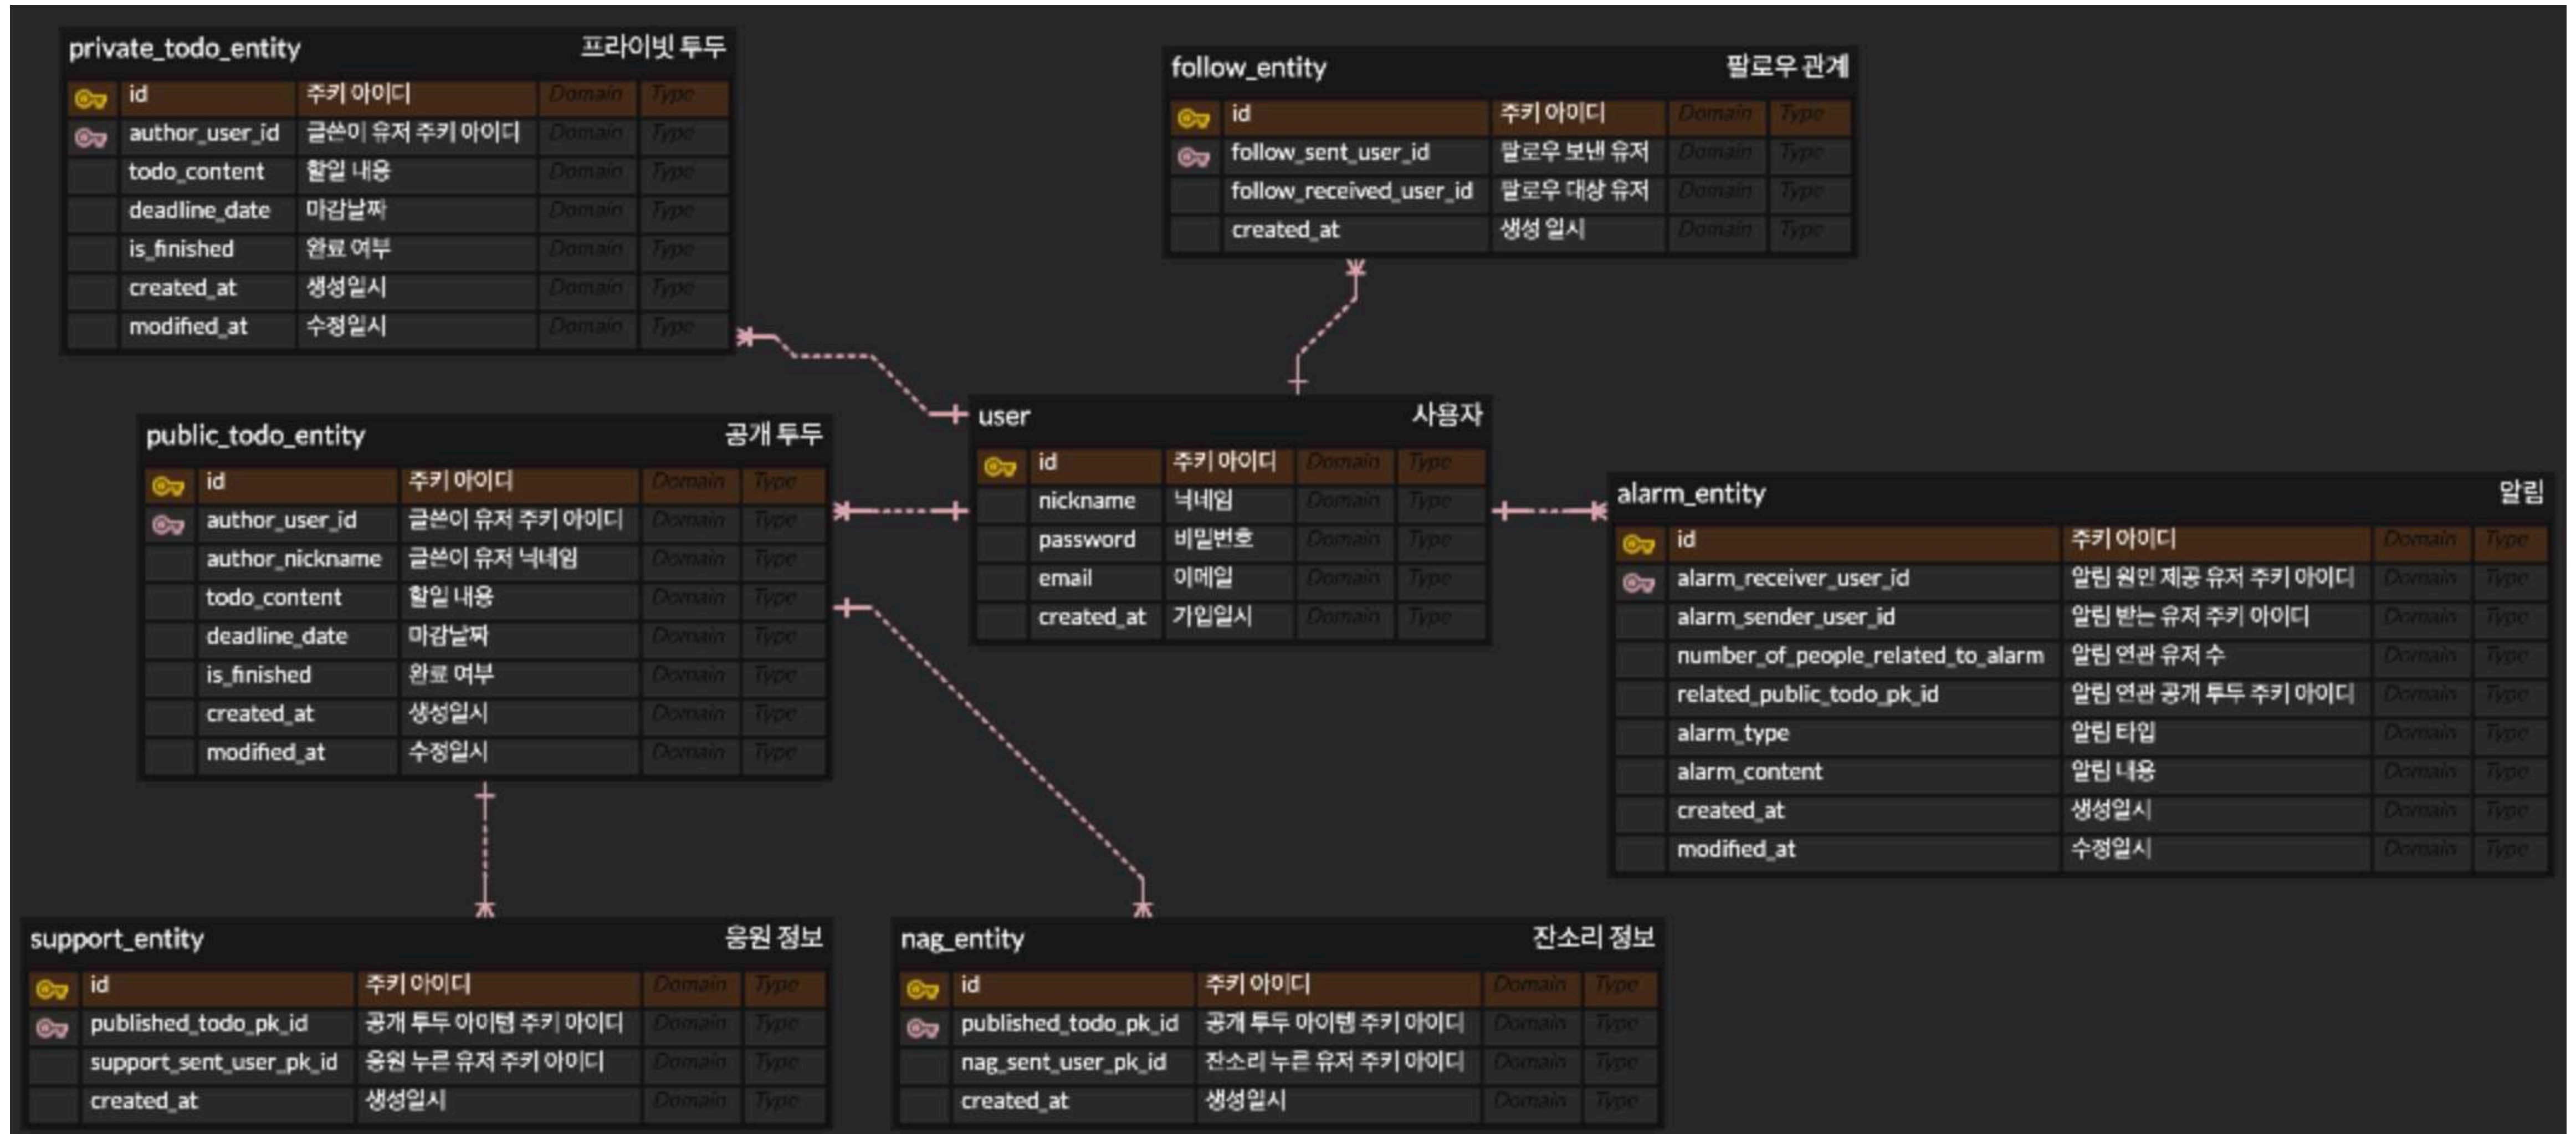 private_todo_entity 프라이빗 투두
id 주키 아이디 Domain Type
author_user_id 글쓴이 유저 주키 아이디 Domain Type
todo_content 할일 내용 Domain Type
deadline_date 마감날짜 Domain Type
is_finished 완료 여부 Domain Type
created_at 생성일시 Domain Type
modified_at 수정일시 Domain Type
follow_entity 팔로우 관계
id 주키 아이디 Domain Type
follow_sent_user_id 팔로우 보낸 유저 Domain Type
follow_received_user_id 팔로우 대상 유저 Domain Type
created_at 생성 일시 Domain Type
public_todo_entity 공개 투두
id 주키 아이디 Domain Type
author_user_id 글쓴이 유저 주키 아이디 Domain Type
author_nickname 글쓴이 유저 닉네임 Domain Type
todo_content 할일 내용 Domain Type
deadline_date 마감날짜 Domain Type
is_finished 완료 여부 Domain Type
created_at 생성일시 Domain Type
modified_at 수정일시 Domain Type
user 사용자
id 주키 아이디 Domain Type
nickname 닉네임 Domain Type
password 비밀번호 Domain Type
email 이메일 Domain Type
created_at 가입일시 Domain Type
alarm_entity 알림
id 주키 아이디 Domain Type
alarm_receiver_user_id 알림 원인 제공 유저 주키 아이디 Domain Type
alarm_sender_user_id 알림 받는 유저 주키 아이디 Domain Type
number_of_people_related_to_alarm 알림 연관 유저 수 Domain Type
related_public_todo_pk_id 알림 연관 공개 투두 주키 아이디 Domain Type
alarm_type 알림 타입 Domain Type
alarm_content 알림 내용 Domain Type
created_at 생성일시 Domain Type
modified_at 수정일시 Domain Type
support_entity 응원 정보
id 주키 아이디 Domain Type
published_todo_pk_id 공개 투두 아이템 주키 아이디 Domain Type
support_sent_user_pk_id 응원 누른 유저 주키 아이디 Domain Type
created_at 생성일시 Domain Type
nag_entity 잔소리 정보
id 주키 아이디 Domain Type
published_todo_pk_id 공개 투두 아이템 주키 아이디 Domain Type
nag_sent_user_pk_id 잔소리 누른 유저 주키 아이디 Domain Type
created_at 생성일시 Domain Type